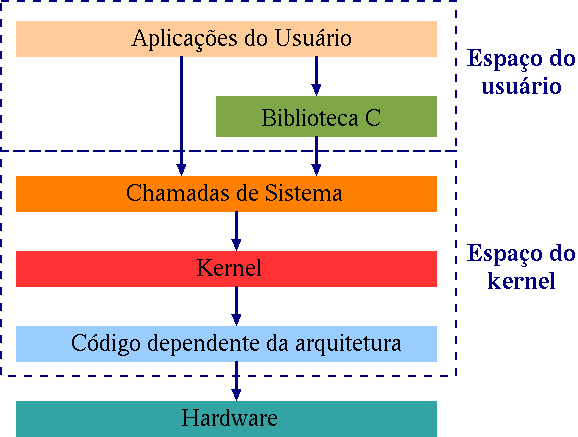 Aplicações do Usuário
Espaço do
usuário
Biblioteca C
Chamadas de Sistema
Kernel
Espaço do
kernel
Código dependente da arquitetura
Hardware